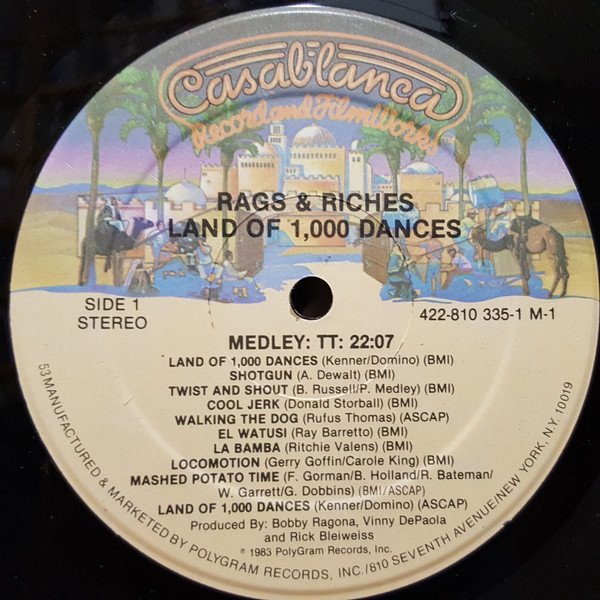 Casablanca
Record and FilmWorks
RAGS & RICHES
LAND OF 1,000 DANCES
SIDE 1
STEREO
422-810 335-1 M-1
MEDLEY: TT: 22:07
LAND OF 1,000 DANCES (Kenner/Domino) (BMI)
SHOTGUN (A. Dewalt) (BMI)
TWIST AND SHOUT (B. Russell/P. Medley) (BMI)
COOL JERK (Donald Storball) (BMI)
WALKING THE DOG (Rufus Thomas) (ASCAP)
EL WATUSI (Ray Barretto) (BMI)
LA BAMBA (Ritchie Valens) (BMI)
LOCOMOTION (Gerry Goffin/Carole King) (BMI)
MASHED POTATO TIME (F. Gorman/B. Holland/R. Bateman/
W. Garrett/G. Dobbins) (BMI/ASCAP)
LAND OF 1,000 DANCES (Kenner/Domino) (ASCAP)
Produced By: Bobby Ragona, Vinny DePaola
and Rick Bleiweiss
℗ 1983 PolyGram Records, Inc.
53 MANUFACTURED & MARKETED BY POLYGRAM RECORDS, INC./810 SEVENTH AVENUE/NEW YORK, N.Y. 10019